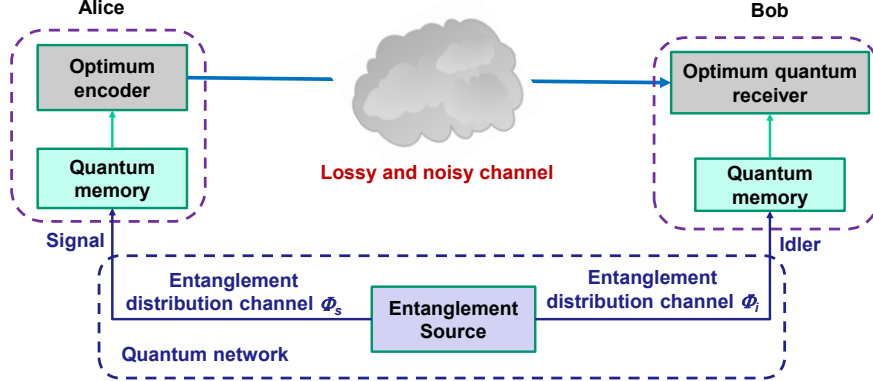 Alice
Bob
Optimum
encoder
Optimum quantum
receiver
Lossy and noisy channel
Quantum
memory
Quantum
memory
Signal
Idler
Entanglement
distribution channel Φs
Entanglement
Source
Entanglement
distribution channel Φi
Quantum network